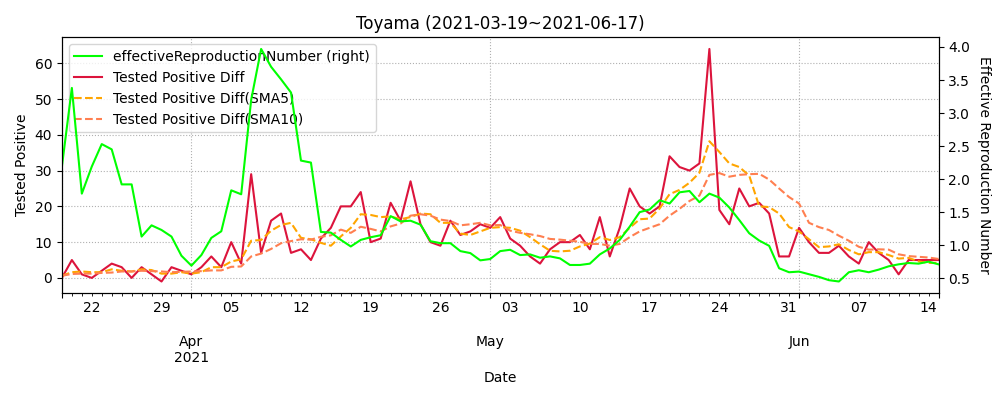 Toyama (2021-03-19~2021-06-17)
effectiveReproductionNumber (right)
Tested Positive Diff
Tested Positive Diff(SMA5)
Tested Positive Diff(SMA10)
Tested Positive
60
50
40
30
20
10
0
4.0
3.5
3.0
2.5
2.0
1.5
1.0
0.5
Effective Reproduction Number
22 29 05 12 19 26 03 10 17 24 31 07 14
Apr May Jun
2021
Date